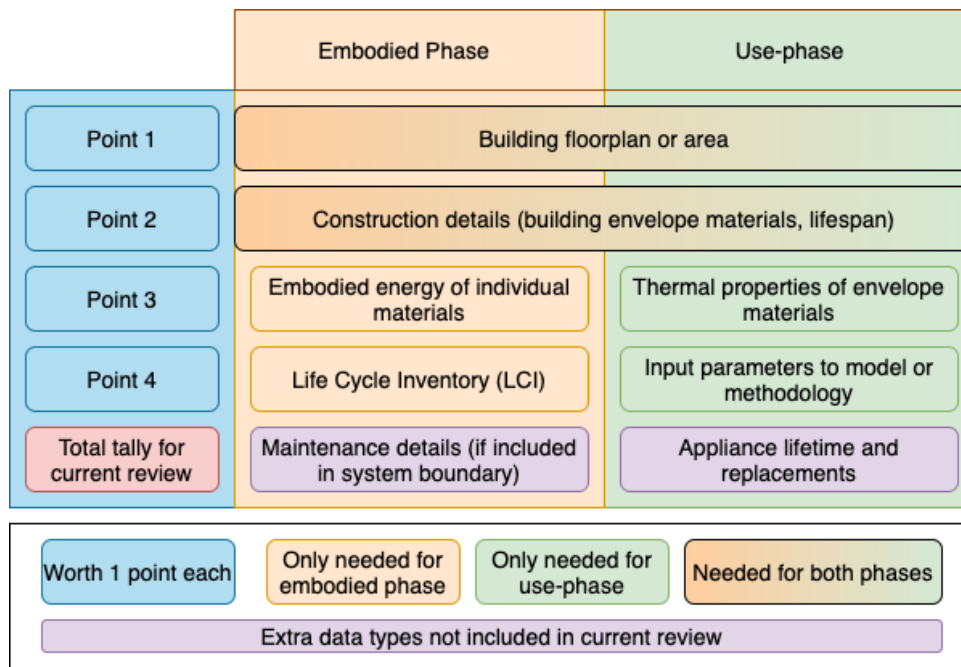 Embodied Phase
Use-phase
Point 1
Building floorplan or area
Point 2
Construction details (building envelope materials, lifespan)
Point 3
Embodied energy of individual
materials
Thermal properties of envelope
materials
Point 4
Life Cycle Inventory (LCI)
Input parameters to model or
methodology
Total tally for
current review
Maintenance details (if included
in system boundary)
Appliance lifetime and
replacements
Worth 1 point each
Only needed for
embodied phase
Only needed for
use-phase
Needed for both phases
Extra data types not included in current review